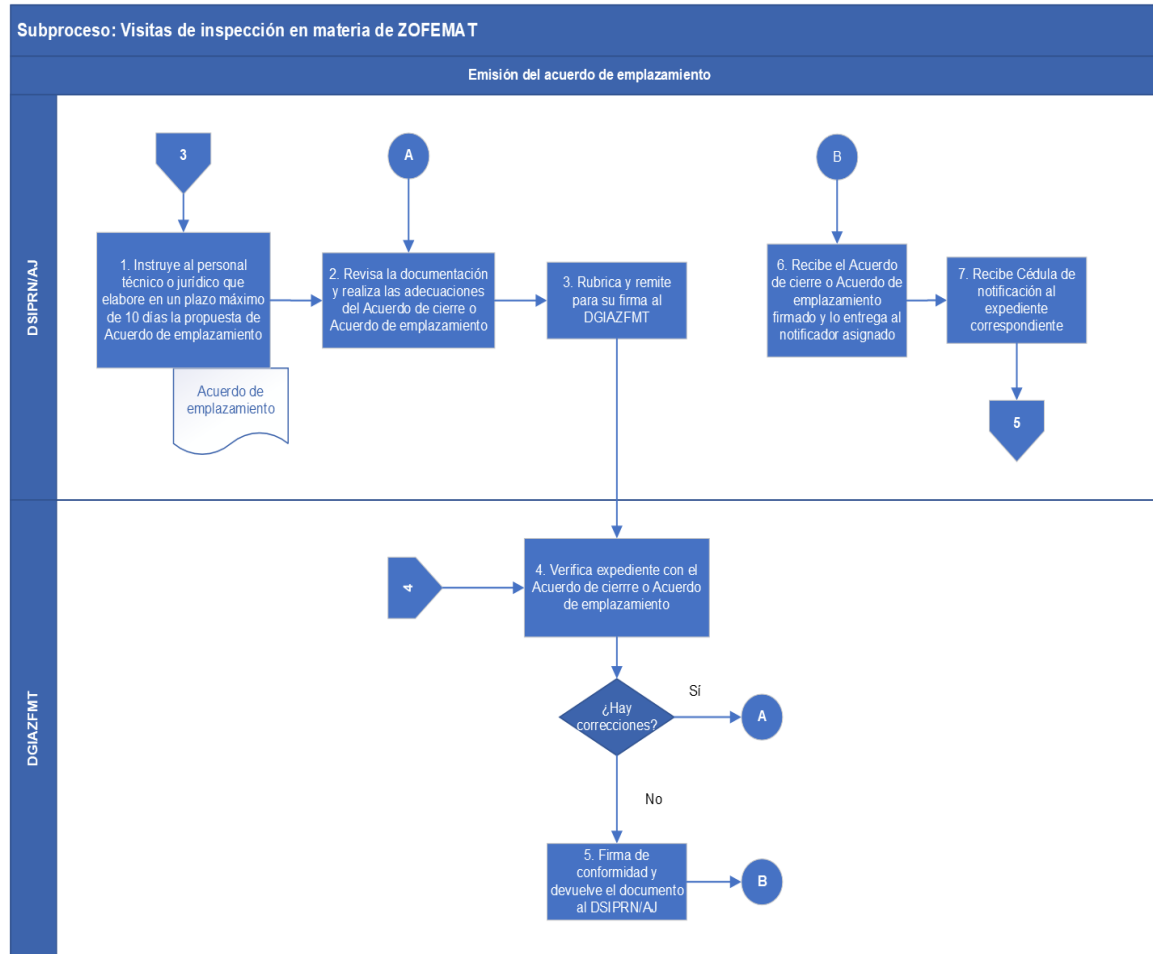 Subproceso: Visitas de inspección en materia de ZOFEMAT
Emisión del acuerdo de emplazamiento
DSIPRN/AJ
3
A
B
1. Instruye al personal
técnico o jurídico que
elabore en un plazo máximo
de 10 días la propuesta de
Acuerdo de emplazamiento
Acuerdo de
emplazamiento
2. Revisa la documentación
y realiza las adecuaciones
del Acuerdo de cierre o
Acuerdo de emplazamiento
3. Rubrica y remite
para su firma al
DGIAZFMT
6. Recibe el Acuerdo
de cierre o Acuerdo de
emplazamiento
firmado y lo entrega al
notificador asignado
7. Recibe Cédula de
notificación al
expediente
correspondiente
5
DGIAZFMT
4
4. Verifica expediente con el
Acuerdo de cierrre o Acuerdo
de emplazamiento
¿Hay
correcciones?
Sí
A
No
5. Firma de
conformidad y
devuelve el documento
al DSIPRN/AJ
B